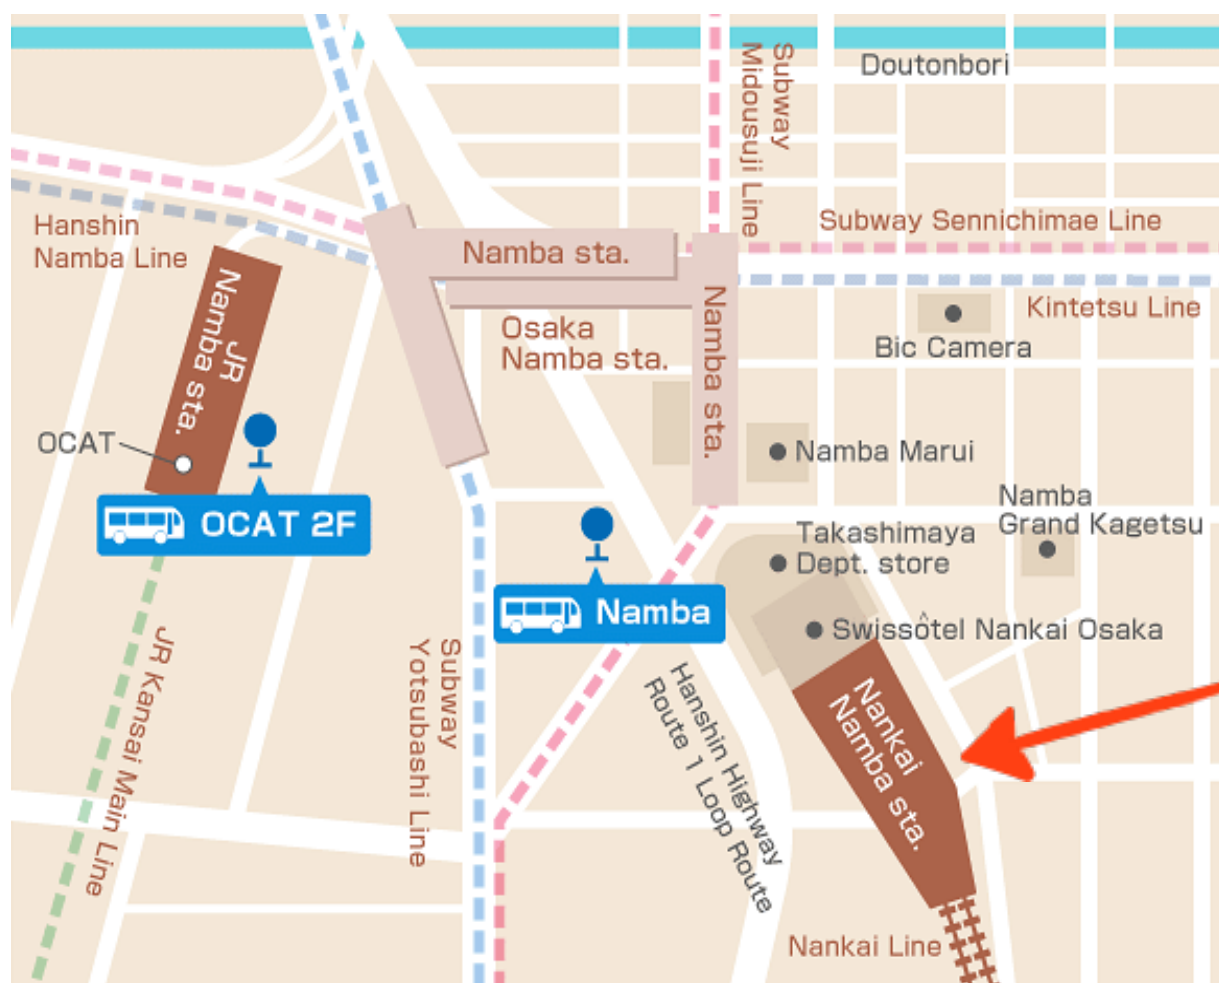 Doutonbori
Subway
Midousuji Line
Subway Sennichimae Line
Hanshin
Namba Line
Namba sta.
Kintetsu Line
JR
Namba sta.
Osaka
Namba sta.
Namba sta.
Bic Camera
OCAT
Namba Marui
OCAT 2F
Namba
Grand Kagetsu
Takashimaya
Dept. store
Namba
Swissôtel Nankai Osaka
JR Kansai Main Line
Subway
Yotsubashi Line
Hanshin Highway
Route 1 Loop Route
Nankai
Namba sta.
Nankai Line